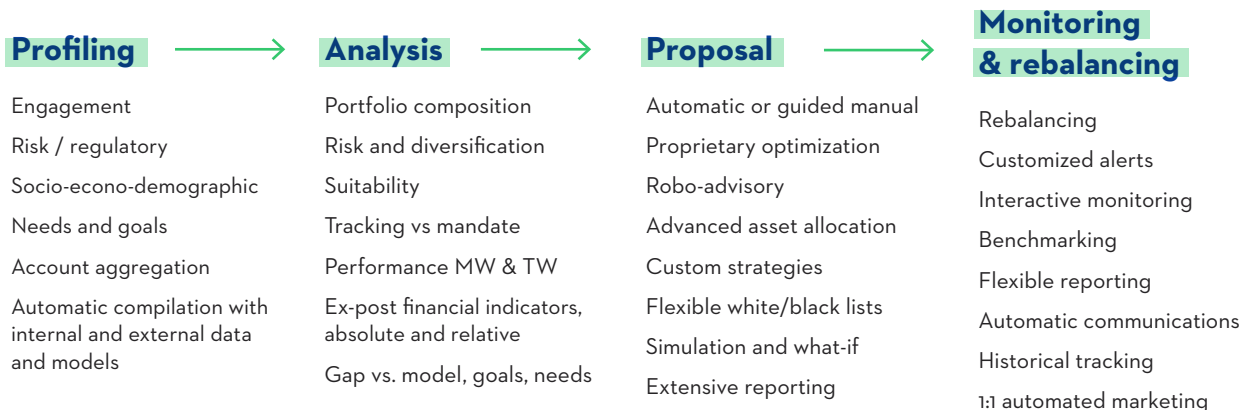 Profiling
Engagement
Risk / regulatory
Socio-econo-demographic
Needs and goals
Account aggregation
Automatic compilation with
internal and external data
and models
Analysis
Portfolio composition
Risk and diversification
Suitability
Tracking vs mandate
Performance MW & TW
Ex-post financial indicators,
absolute and relative
Gap vs. model, goals, needs
Proposal
Automatic or guided manual
Proprietary optimization
Robo-advisory
Advanced asset allocation
Custom strategies
Flexible white/black lists
Simulation and what-if
Extensive reporting
Monitoring
& rebalancing
Rebalancing
Customized alerts
Interactive monitoring
Benchmarking
Flexible reporting
Automatic communications
Historical tracking
1:1 automated marketing